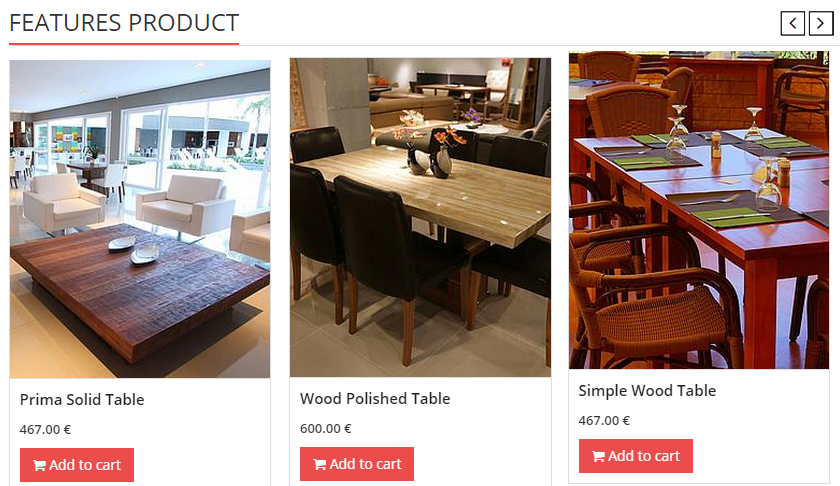 FEATURES PRODUCT
Prima Solid Table
467.00 €
Add to cart
Wood Polished Table
600.00 €
Add to cart
Simple Wood Table
467.00 €
Add to cart